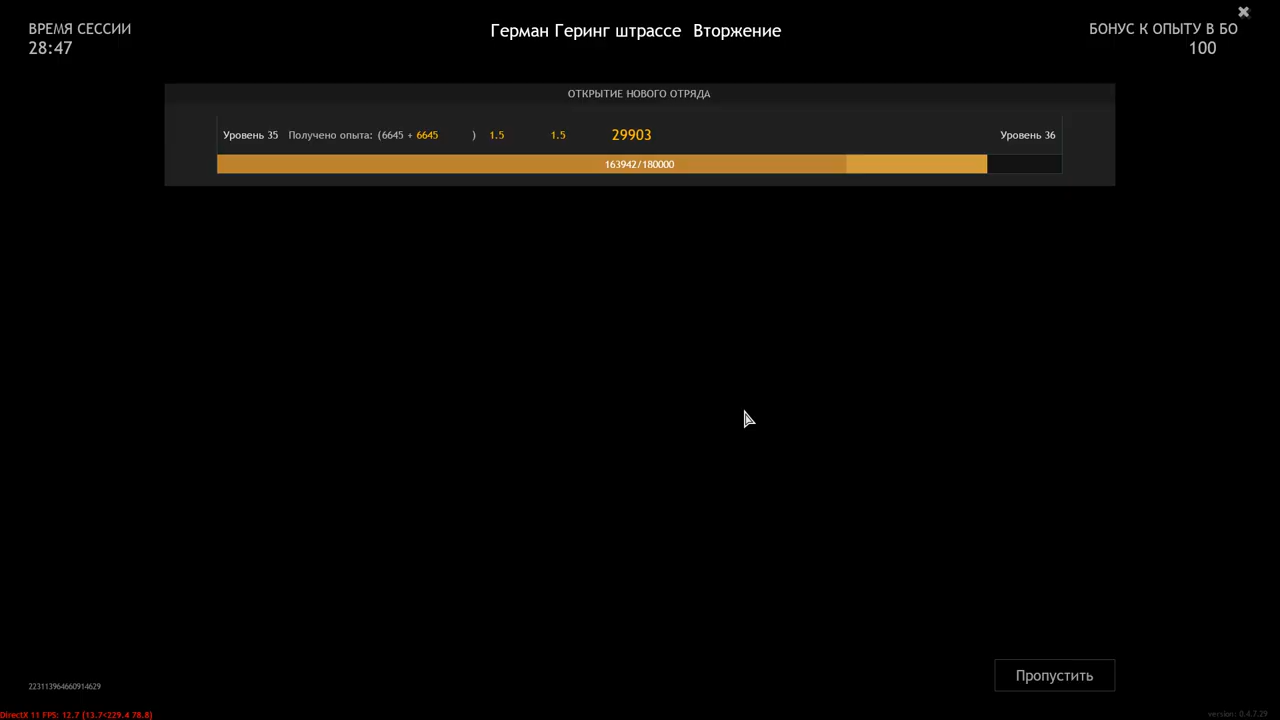 ВРЕМЯ СЕССИИ
28:47
Герман Геринг штрассе Вторжение
БОНУС К ОПЫТУ В БО
100
ОТКРЫТИЕ НОВОГО ОТРЯДА
Уровень 35 Получено опыта: (6645 + 6645 ) 1.5 1.5 29903 Уровень 36
163942/180000
Пропустить
223113964660914629
DirectX 11 FPS: 12.7 (13.7<229.4 78.8)
version: 0.4.7.29